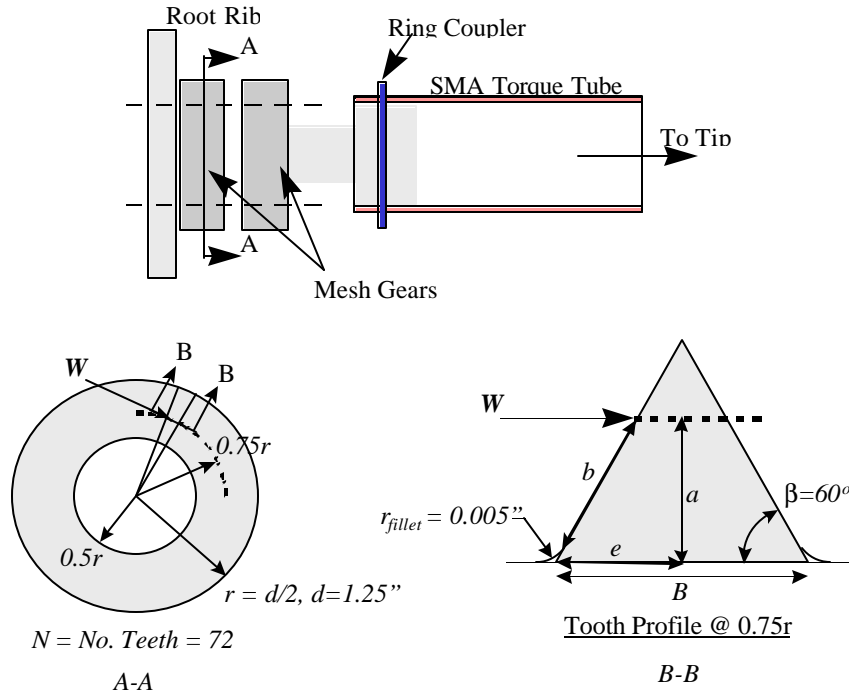 Root Rib
A
Ring Coupler
SMA Torque Tube
To Tip
A
Mesh Gears
W
B
B
0.75r
0.5r
r = d/2, d=1.25”
N = No. Teeth = 72
A-A
W
b
a
β=60º
r_fillet = 0.005”
e
B
Tooth Profile @ 0.75r
B-B